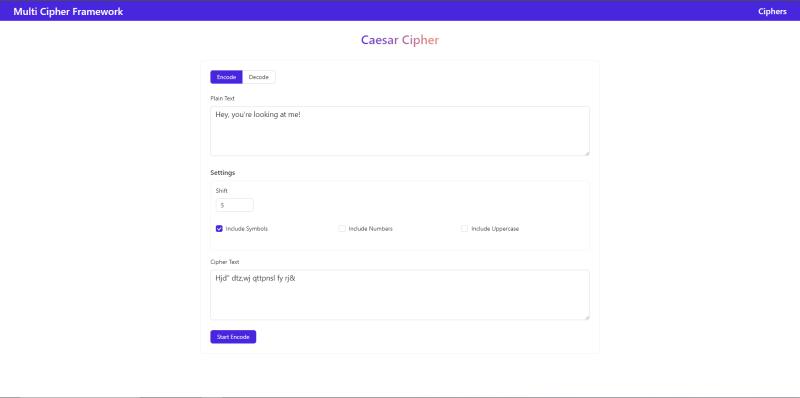 Multi Cipher Framework
Ciphers
Caesar Cipher
Encode
Decode
Plain Text
Hey, you're looking at me!
Settings
Shift
5
Include Symbols
Include Numbers
Include Uppercase
Cipher Text
Hjd" dtz,wj qttpnsl fy rj&
Start Encode